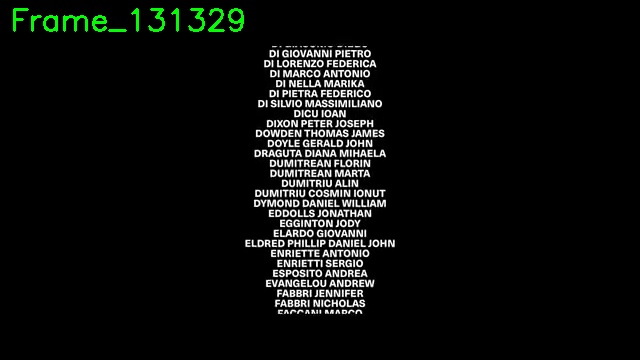 Frame_131329
DI GIOVANNI PIETRO
DI LORENZO FEDERICA
DI MARCO ANTONIO
DI NELLA MARIKA
DI PIETRA FEDERICO
DI SILVIO MASSIMILIANO
DICU IOAN
DIXON PETER JOSEPH
DOWDEN THOMAS JAMES
DOYLE GERALD JOHN
DRAGUTA DIANA MIHAELA
DUMITREAN FLORIN
DUMITREAN MARTA
DUMITRIU ALIN
DUMITRIU COSMIN IONUT
DYMOND DANIEL WILLIAM
EDDOLLS JONATHAN
EGGINTON JODY
ELARDO GIOVANNI
ELDRED PHILLIP DANIEL JOHN
ENRIETTE ANTONIO
ENRIETTI SERGIO
ESPOSITO ANDREA
EVANGELOU ANDREW
FABBRI JENNIFER
FABBRI NICHOLAS
FACCANI MARCO